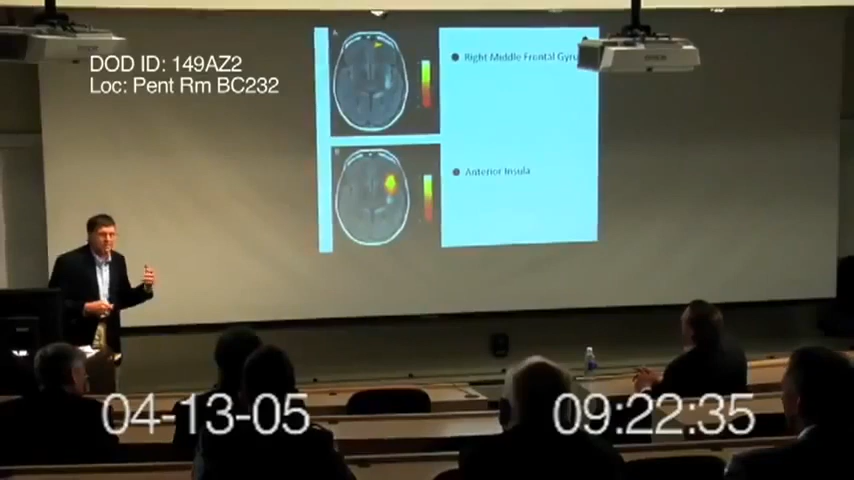 DOD ID: 149AZ2
Loc: Pent Rm BC232
Right Middle Frontal Gyru
Anterior Insula
04-13-05
09:22:35